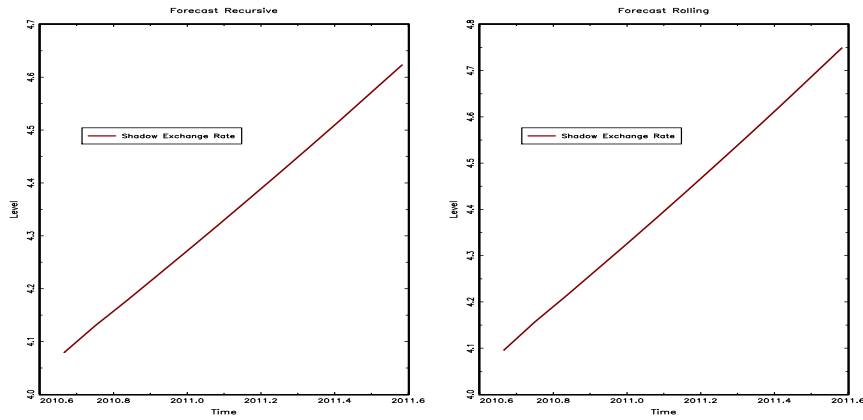 Forecast Recursive
4.7
4.6
4.5
4.4
4.3
4.2
4.1
4.0
Level
Shadow Exchange Rate
2010.6 2010.8 2011.0 2011.2 2011.4 2011.6
Time
Forecast Rolling
4.8
4.7
4.6
4.5
4.4
4.3
4.2
4.1
4.0
Level
Shadow Exchange Rate
2010.6 2010.8 2011.0 2011.2 2011.4 2011.6
Time